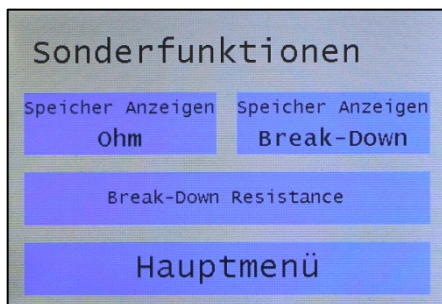 Sonderfunktionen
Speicher Anzeigen Speicher Anzeigen
Ohm Break-Down
Break-Down Resistance
Hauptmenü